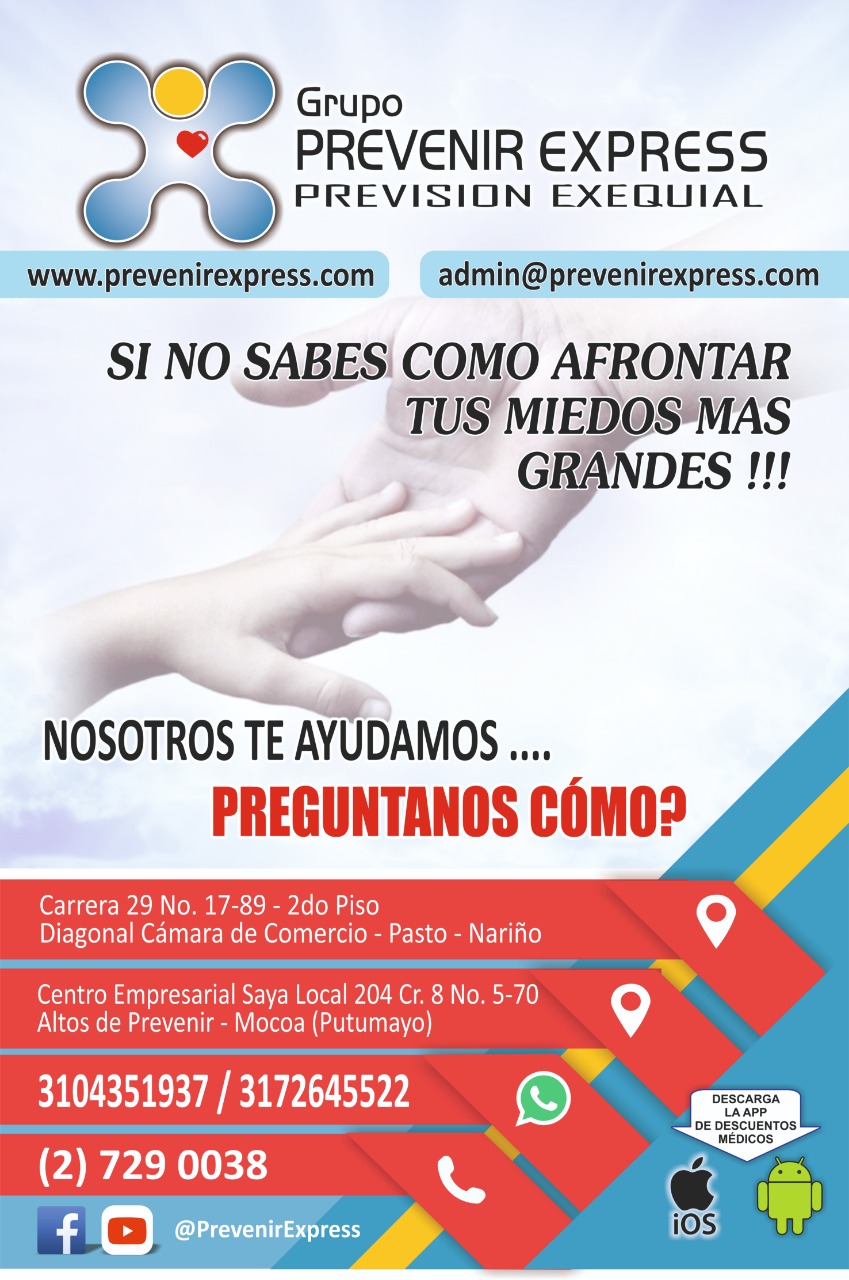 Grupo
PREVENIR EXPRESS
PREVISION EXEQUIAL
www.prevenirexpress.com
admin@prevenirexpress.com
SI NO SABES COMO AFRONTAR
TUS MIEDOS MAS
GRANDES !!!
NOSOTROS TE AYUDAMOS ....
PREGUNTANOS CÓMO?
Carrera 29 No. 17-89 - 2do Piso
Diagonal Cámara de Comercio - Pasto - Nariño
Centro Empresarial Saya Local 204 Cr. 8 No. 5-70
Altos de Prevenir - Mocoa (Putumayo)
3104351937 / 3172645522
(2) 729 0038
@PrevenirExpress
DESCARGA
LA APP
DE DESCUENTOS
MÉDICOS
iOS